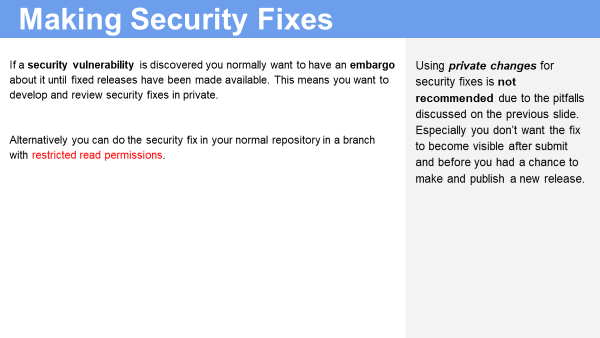 Making Security Fixes
If a security vulnerability is discovered you normally want to have an embargo
about it until fixed releases have been made available. This means you want to
develop and review security fixes in private.
Alternatively you can do the security fix in your normal repository in a branch
with restricted read permissions.
Using private changes for
security fixes is not
recommended due to the pitfalls
discussed on the previous slide.
Especially you don't want the fix
to become visible after submit
and before you had a chance to
make and publish a new release.